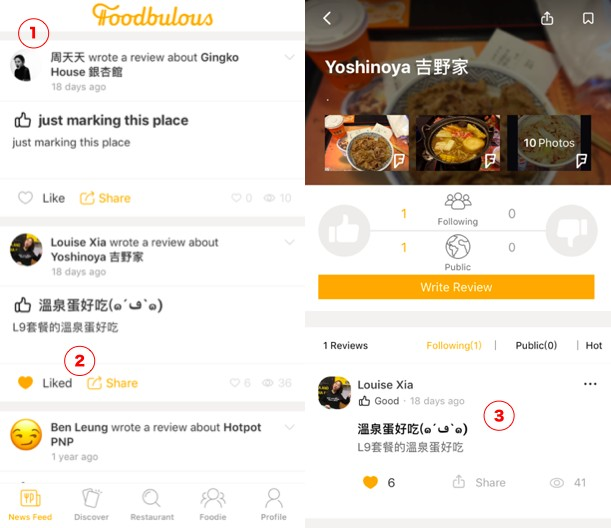 Foodbulous
1
周天天 wrote a review about Gingko
House 銀杏館
18 days ago
just marking this place
just marking this place
Like
Share
0
10
Louise Xia wrote a review about
Yoshinoya 吉野家
18 days ago
溫泉蛋好吃(๑´ڡ`๑)
L9套餐的溫泉蛋好吃
2
Liked
Share
6
36
Ben Leung wrote a review about Hotpot
PNP
1 year ago
News Feed
Discover
Restaurant
Foodie
Profile
Yoshinoya 吉野家
.
10 Photos
1
Following
0
1
Public
0
Write Review
1 Reviews
Following(1)
Public(0)
Hot
Louise Xia
Good · 18 days ago
3
溫泉蛋好吃(๑´ڡ`๑)
L9套餐的溫泉蛋好吃
6
Share
41